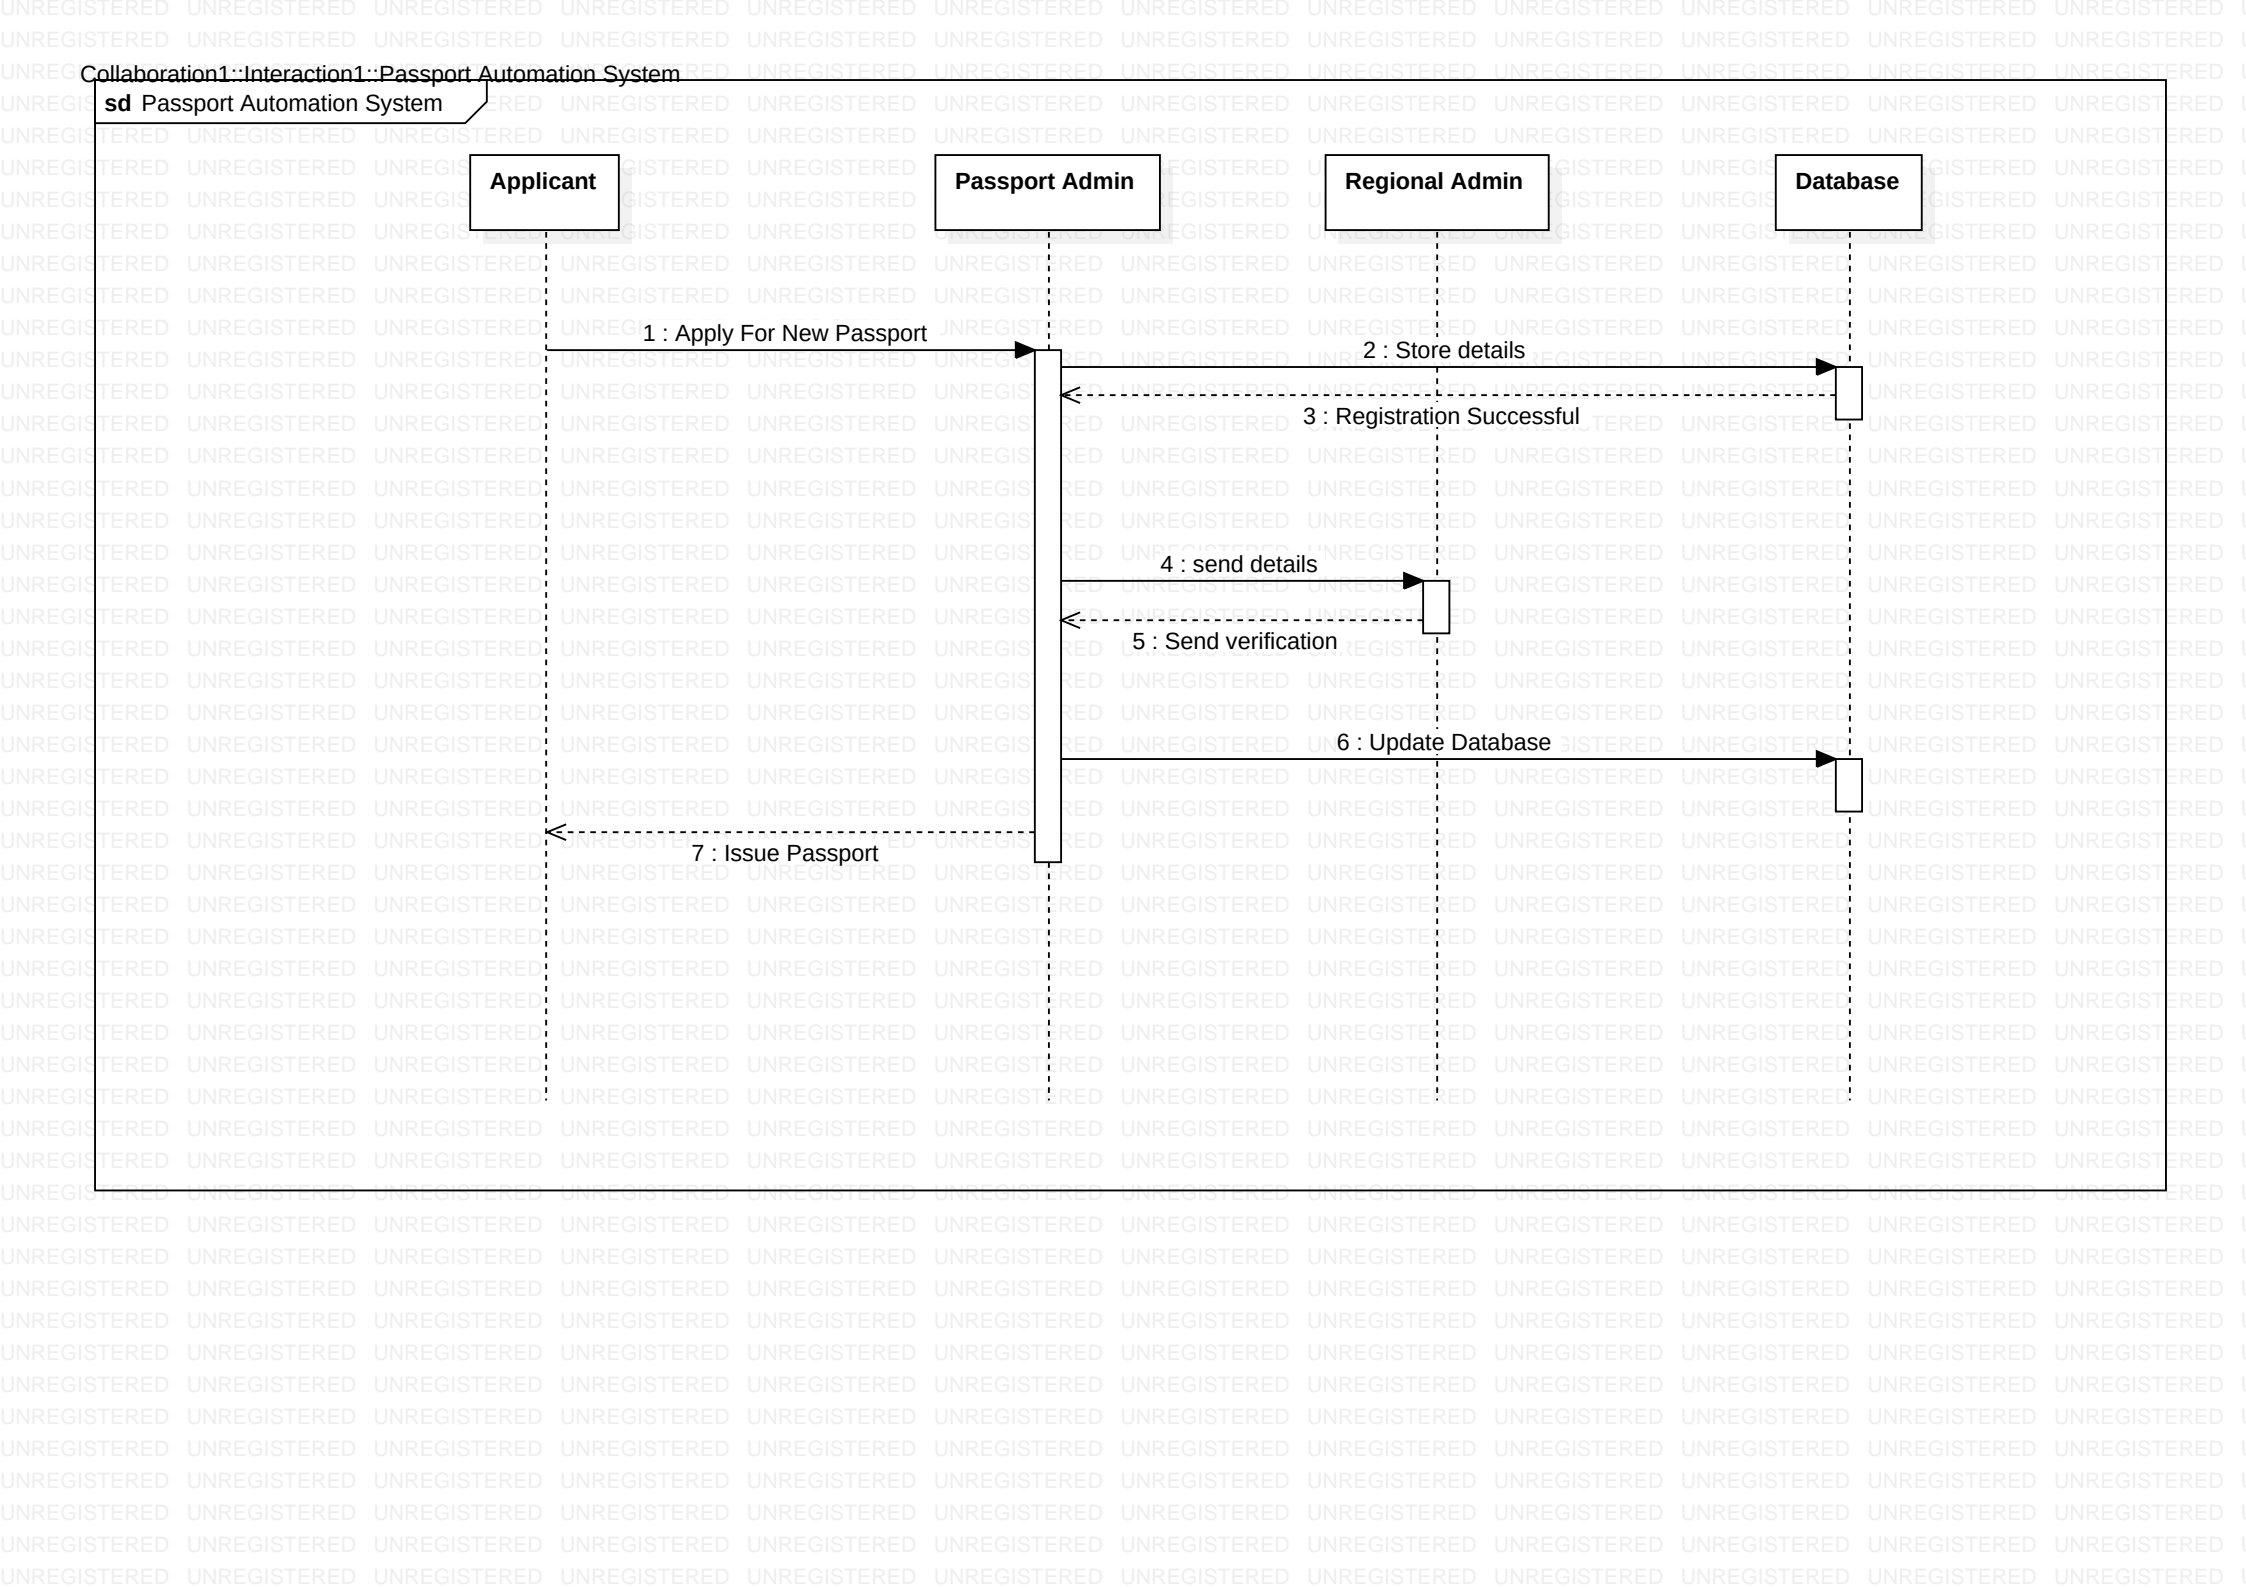 Collaboration1::Interaction1::Passport Automation System
sd Passport Automation System
Applicant
Passport Admin
Regional Admin
Database
1 : Apply For New Passport
2 : Store details
3 : Registration Successful
4 : send details
5 : Send verification
6 : Update Database
7 : Issue Passport
UNREGISTERED